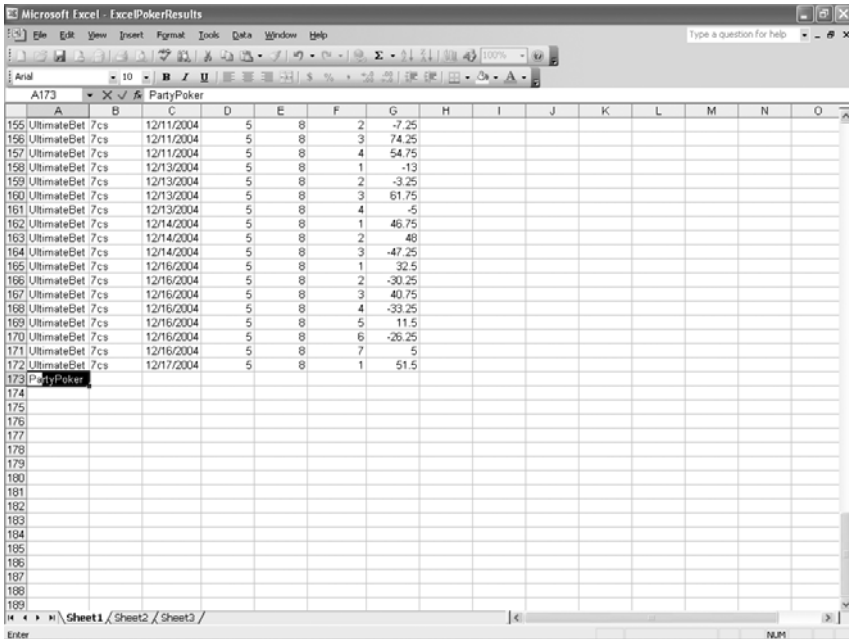 Microsoft Excel - ExcelPokerResults
File Edit View Insert Format Tools Data Window Help Type a question for help
100%
Arial 10 B I U $ % , A
A173 fx PartyPoker
A B C D E F G H I J K L M N O
155 UltimateBet 7cs 12/11/2004 5 8 2 -7.25
156 UltimateBet 7cs 12/11/2004 5 8 3 74.25
157 UltimateBet 7cs 12/11/2004 5 8 4 54.75
158 UltimateBet 7cs 12/13/2004 5 8 1 -13
159 UltimateBet 7cs 12/13/2004 5 8 2 -3.25
160 UltimateBet 7cs 12/13/2004 5 8 3 61.75
161 UltimateBet 7cs 12/13/2004 5 8 4 -5
162 UltimateBet 7cs 12/14/2004 5 8 1 46.75
163 UltimateBet 7cs 12/14/2004 5 8 2 48
164 UltimateBet 7cs 12/14/2004 5 8 3 -47.25
165 UltimateBet 7cs 12/16/2004 5 8 1 32.5
166 UltimateBet 7cs 12/16/2004 5 8 2 -30.25
167 UltimateBet 7cs 12/16/2004 5 8 3 40.75
168 UltimateBet 7cs 12/16/2004 5 8 4 -33.25
169 UltimateBet 7cs 12/16/2004 5 8 5 11.5
170 UltimateBet 7cs 12/16/2004 5 8 6 -26.25
171 UltimateBet 7cs 12/16/2004 5 8 7 5
172 UltimateBet 7cs 12/17/2004 5 8 1 51.5
173 PartyPoker
174
175
176
177
178
179
180
181
182
183
184
185
186
187
188
189
Sheet1 Sheet2 Sheet3
Enter NUM